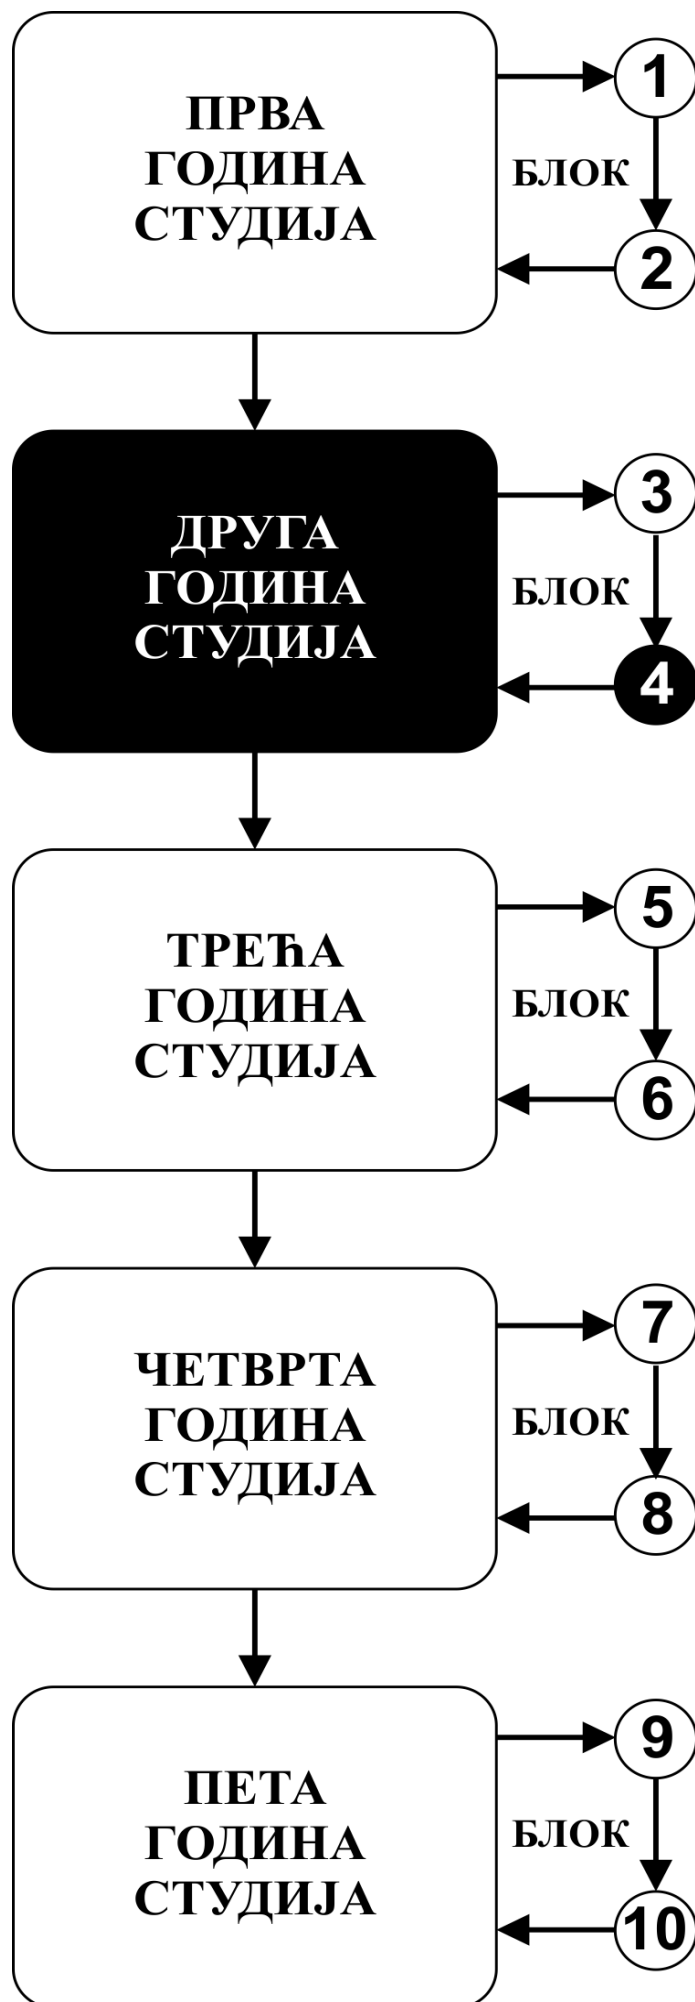 ПРВА
ГОДИНА
СТУДИЈА
1
БЛОК
2
ДРУГА
ГОДИНА
СТУДИЈА
3
БЛОК
4
ТРЕЋА
ГОДИНА
СТУДИЈА
5
БЛОК
6
ЧЕТВРТА
ГОДИНА
СТУДИЈА
7
БЛОК
8
ПЕТА
ГОДИНА
СТУДИЈА
9
БЛОК
10